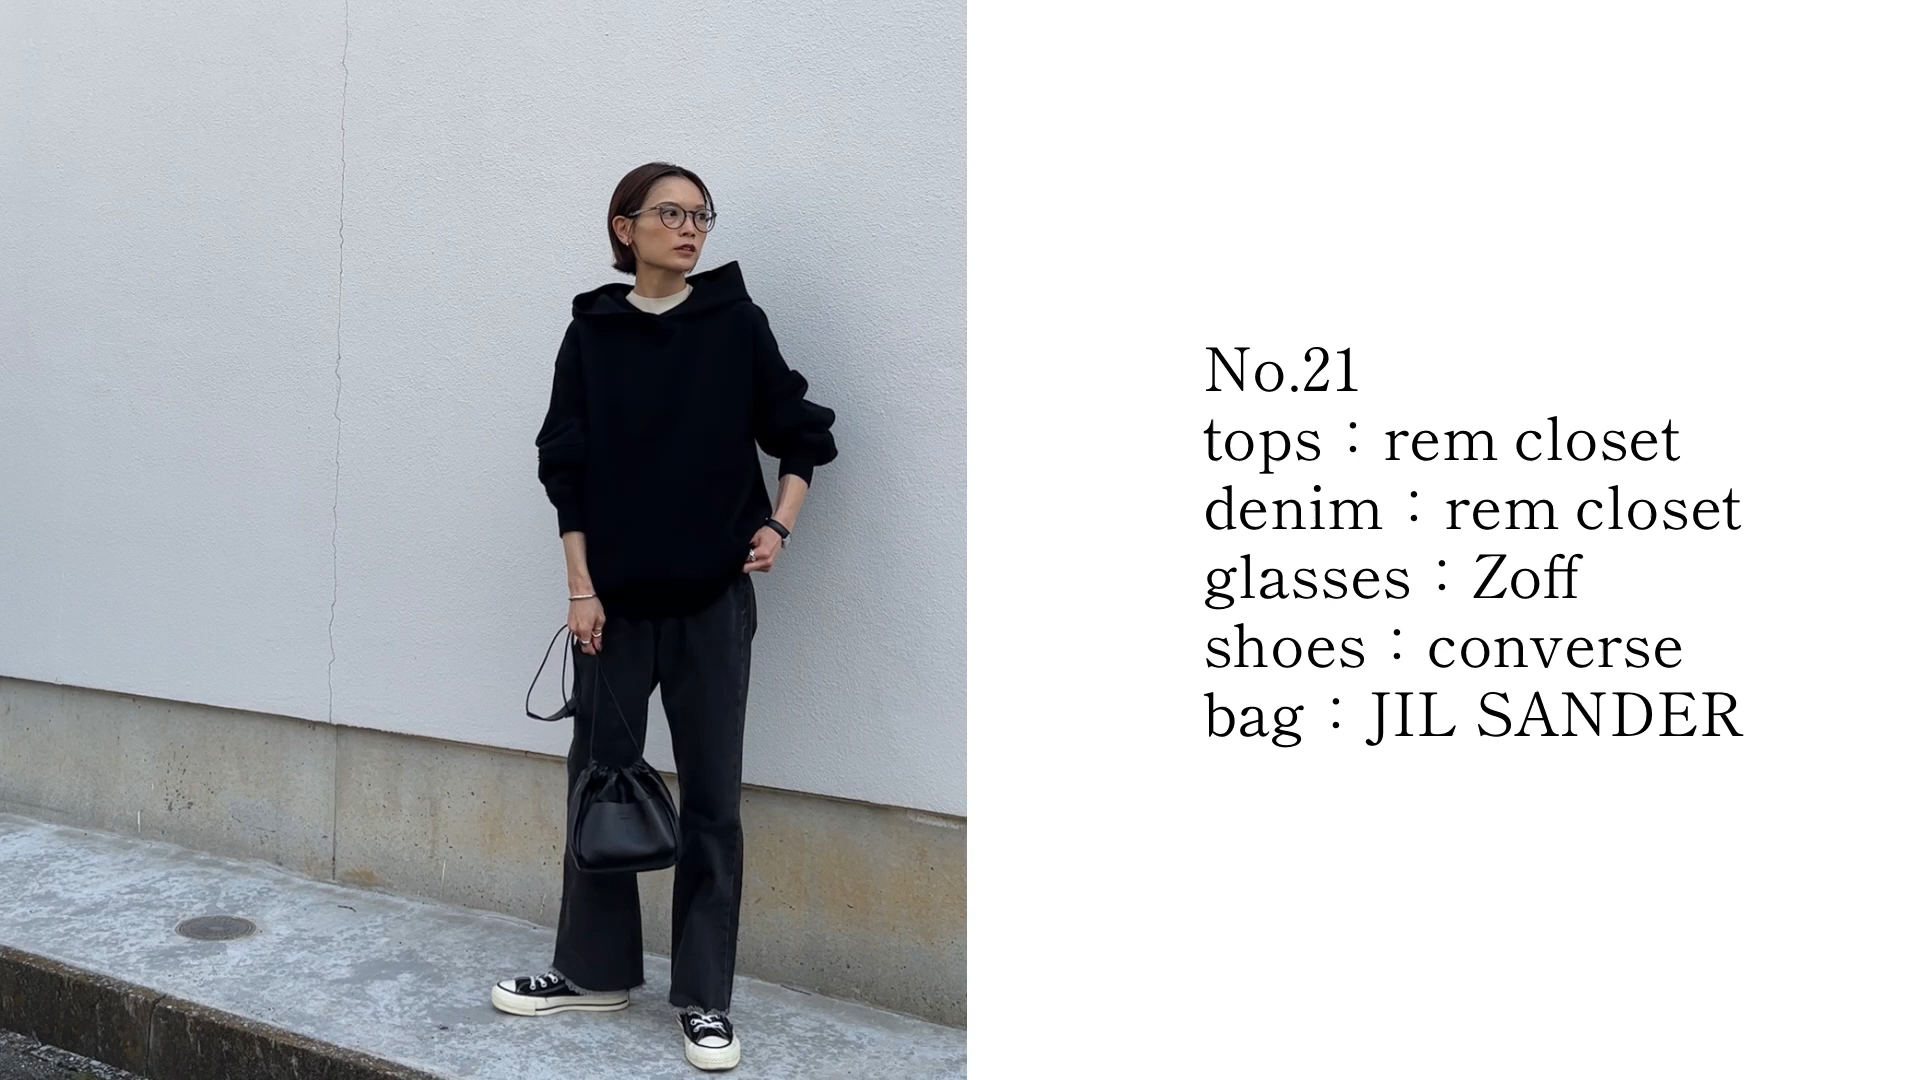 No.21
tops：rem closet
denim：rem closet
glasses：Zoff
shoes：converse
bag：JIL SANDER